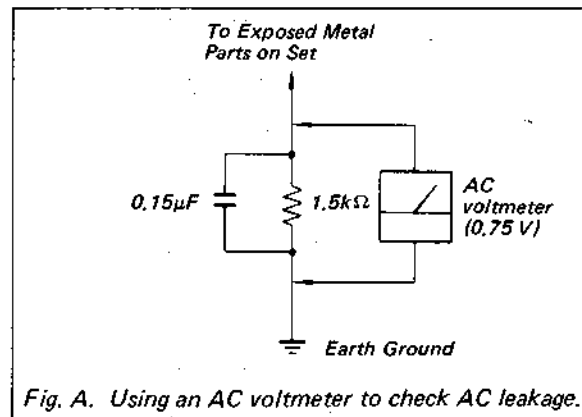 To Exposed Metal
Parts on Set
0.15µF
1.5kΩ
AC
voltmeter
(0.75 V)
Earth Ground
Fig. A. Using an AC voltmeter to check AC leakage.